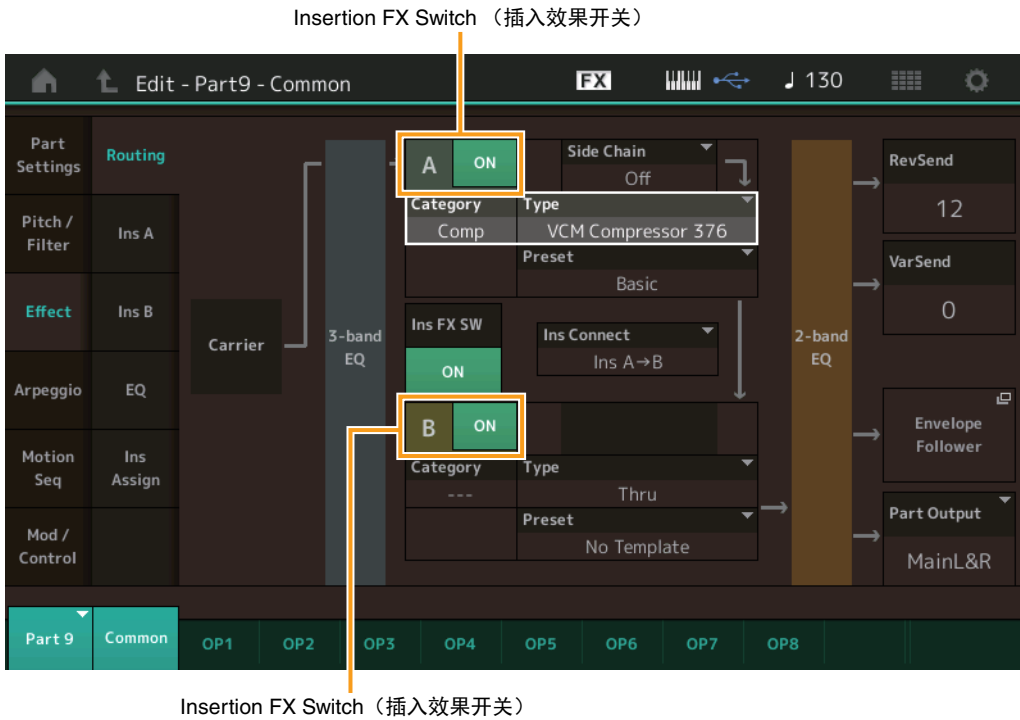 Insertion FX Switch （插入效果开关）
Edit - Part9 - Common
FX
130
Part Settings
Routing
A
ON
Side Chain
Off
RevSend
12
Category
Comp
Type
VCM Compressor 376
Pitch / Filter
Ins A
Preset
Basic
VarSend
0
Effect
Ins B
Carrier
3-band EQ
Ins FX SW
ON
Ins Connect
Ins A→B
2-band EQ
Arpeggio
EQ
B
ON
Envelope Follower
Motion Seq
Ins Assign
Category
---
Type
Thru
Preset
No Template
Part Output
MainL&R
Mod / Control
Part 9
Common
OP1
OP2
OP3
OP4
OP5
OP6
OP7
OP8
Insertion FX Switch（插入效果开关）